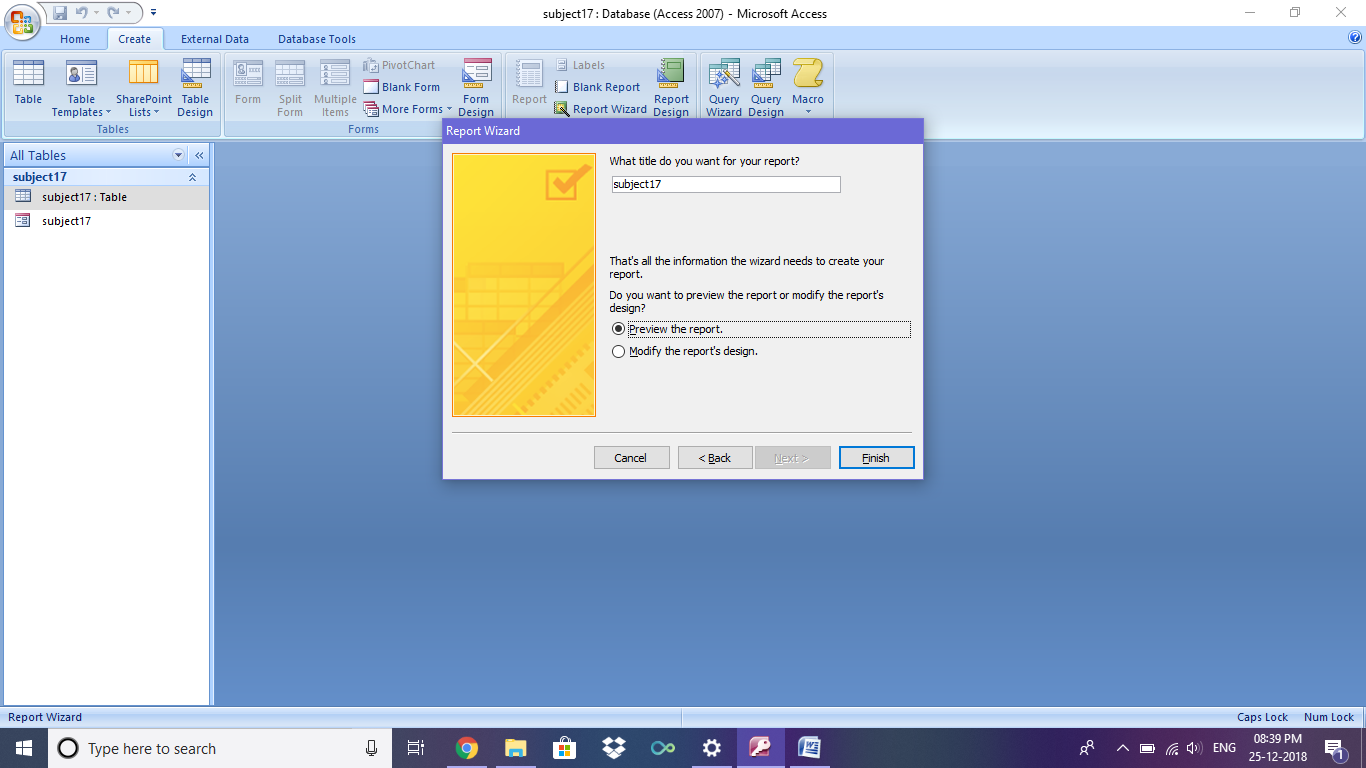 subject17 : Database (Access 2007) - Microsoft Access
Home Create External Data Database Tools
Table
Table Templates
SharePoint Lists
Table Design
Tables
Form
Split Form
Multiple Items
PivotChart
Blank Form
More Forms
Form Design
Forms
Report
Labels
Blank Report
Report Wizard
Report Design
Query Wizard
Query Design
Macro
All Tables
subject17
subject17 : Table
subject17
Report Wizard
What title do you want for your report?
subject17
That's all the information the wizard needs to create your
report.
Do you want to preview the report or modify the report's
design?
Preview the report.
Modify the report's design.
Cancel < Back Next > Finish
Report Wizard Caps Lock Num Lock
Type here to search
ENG
08:39 PM
25-12-2018
1